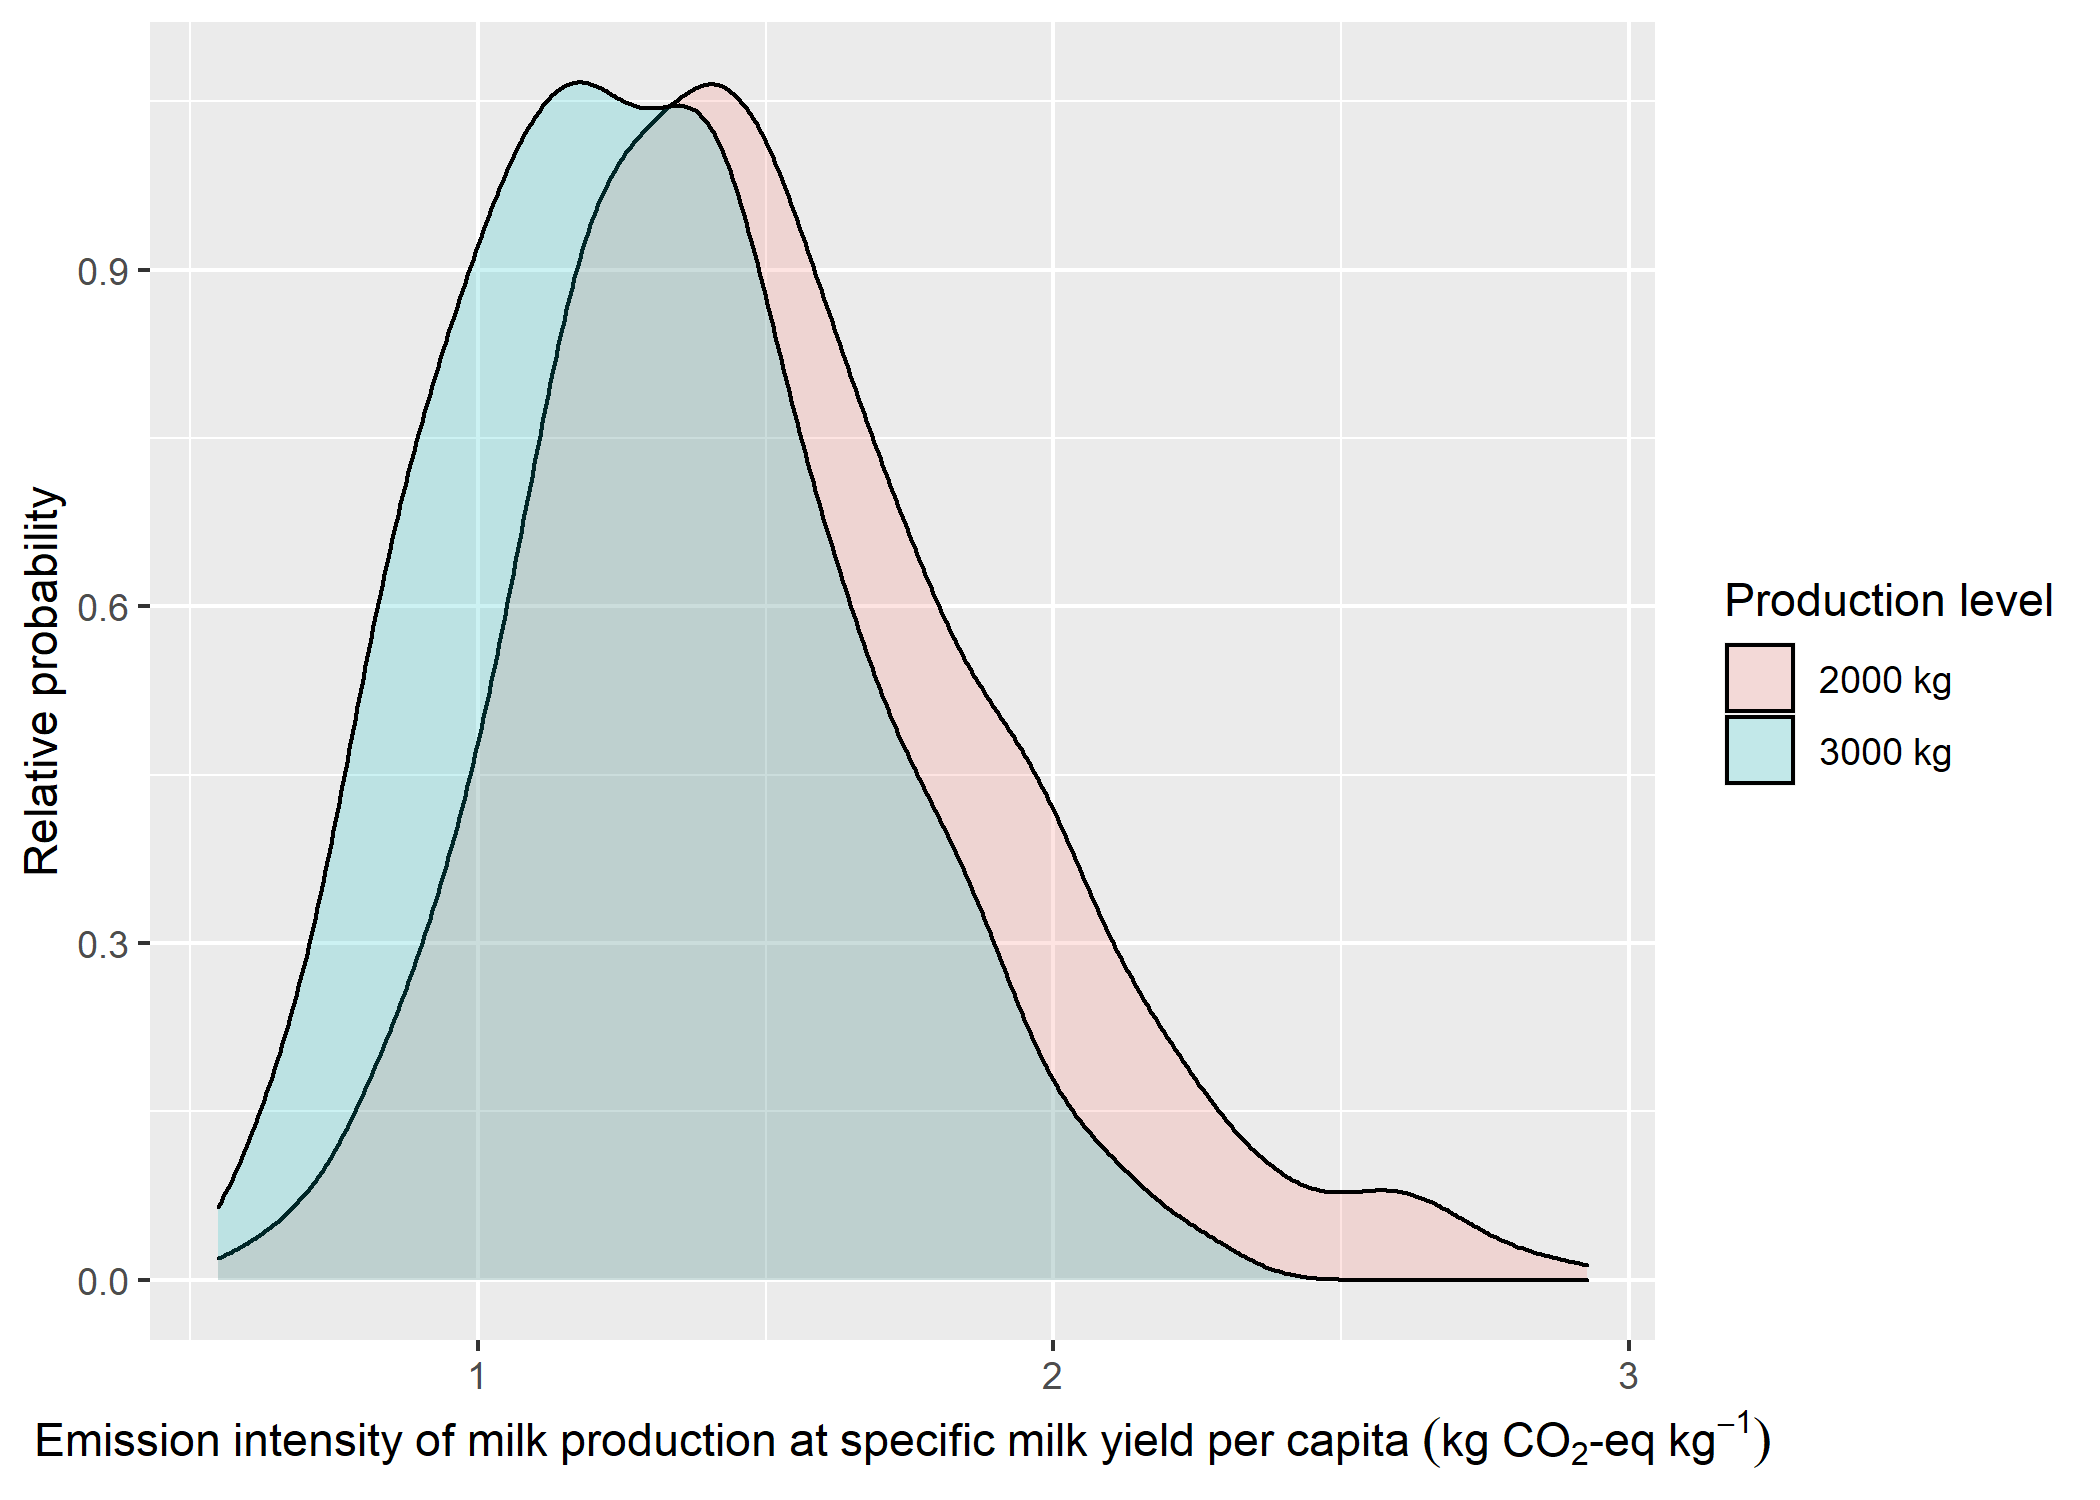 Relative probability
0.9
0.6
0.3
0.0
1
2
3
Emission intensity of milk production at specific milk yield per capita (kg CO₂-eq kg⁻¹)
Production level
2000 kg
3000 kg